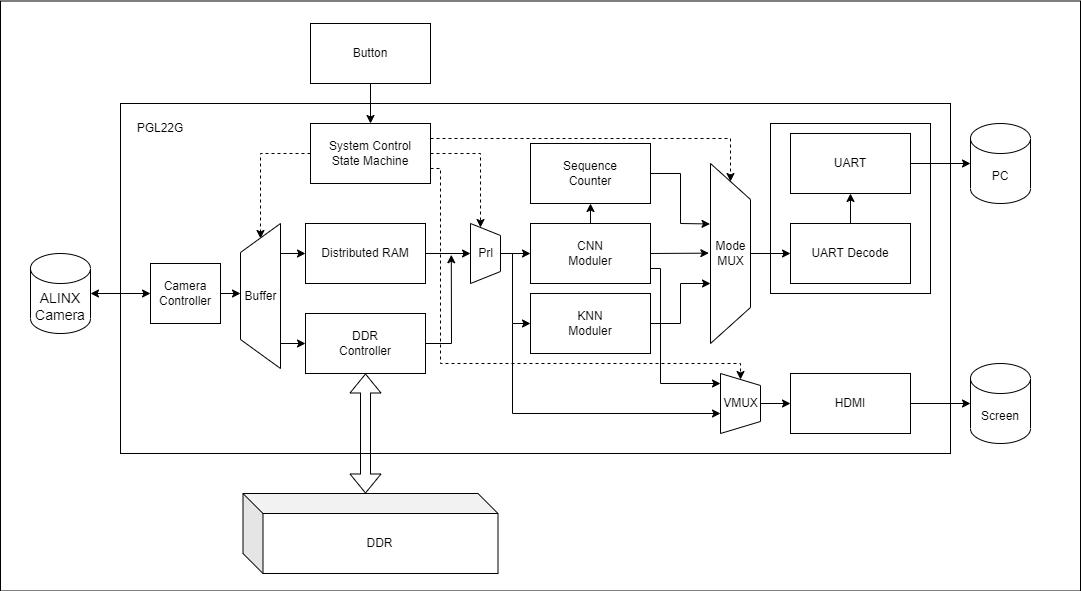 Button
PGL22G
System Control
State Machine
Sequence
Counter
UART
PC
Distributed RAM
Prl
CNN
Moduler
Mode
MUX
UART Decode
ALINX
Camera
Camera
Controller
Buffer
DDR
Controller
KNN
Moduler
VMUX
HDMI
Screen
DDR